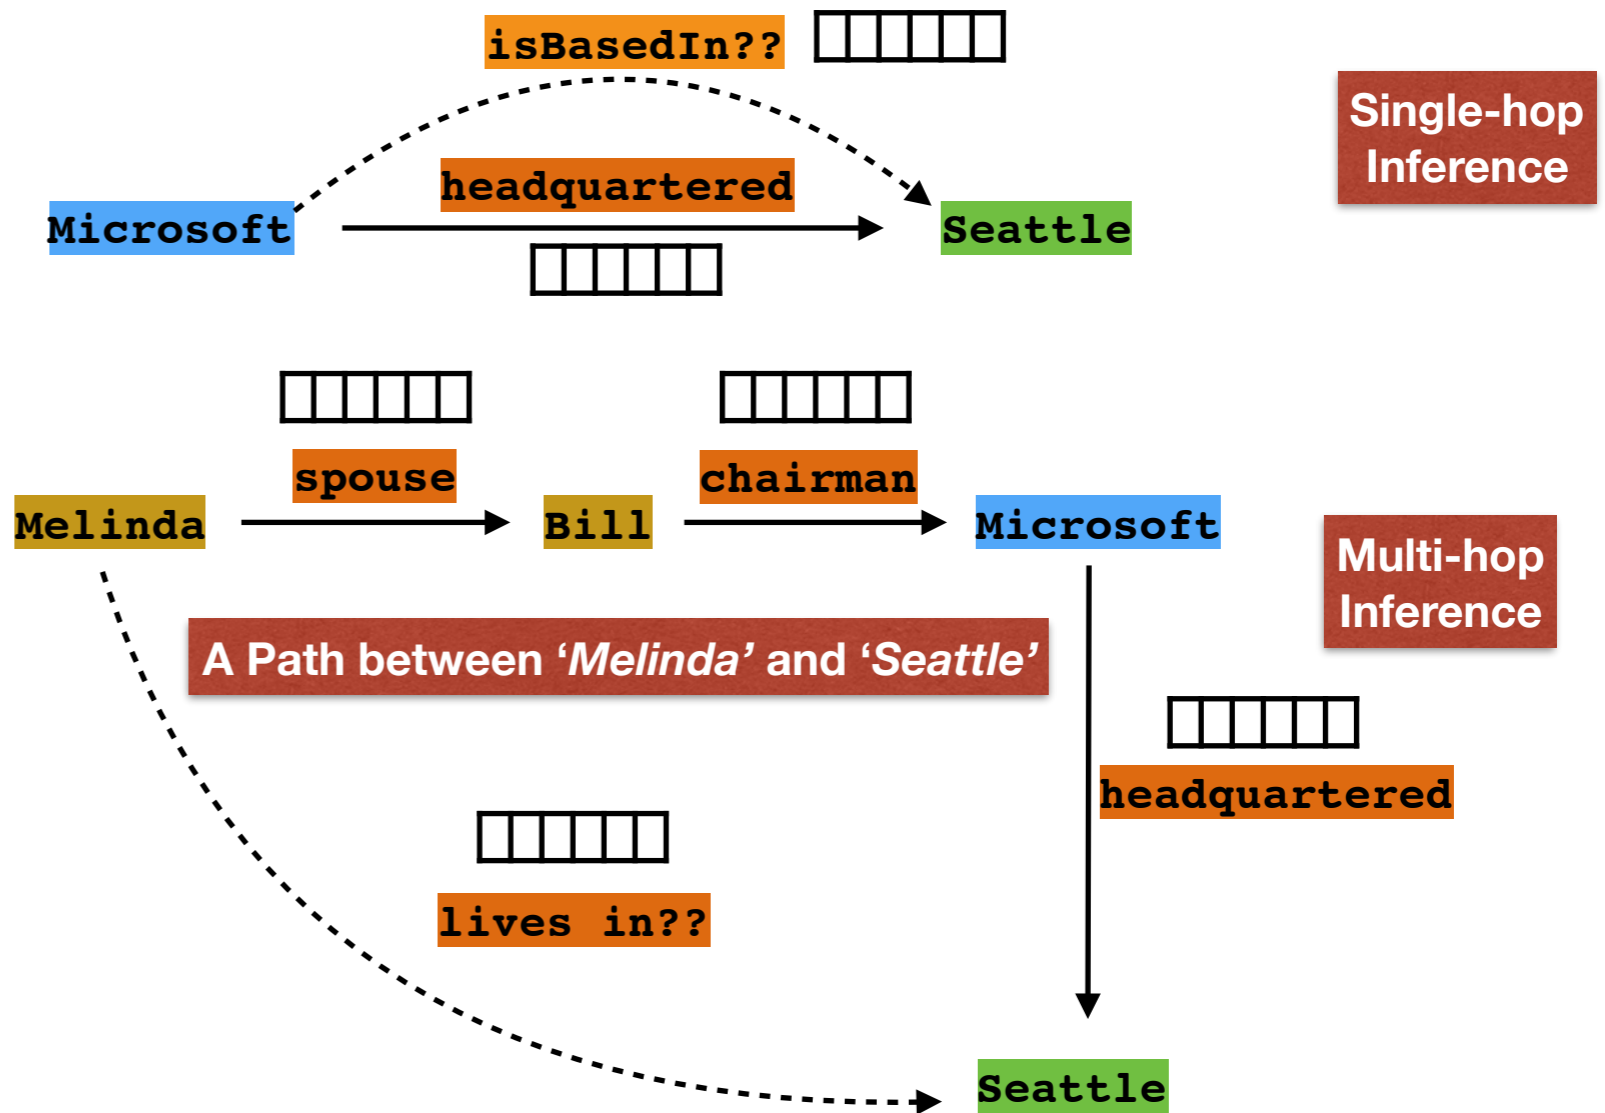 isBasedIn??
Single-hop
Inference
headquartered
Microsoft
Seattle
spouse
chairman
Melinda
Bill
Microsoft
Multi-hop
Inference
A Path between ‘Melinda’ and ‘Seattle’
headquartered
lives in??
Seattle